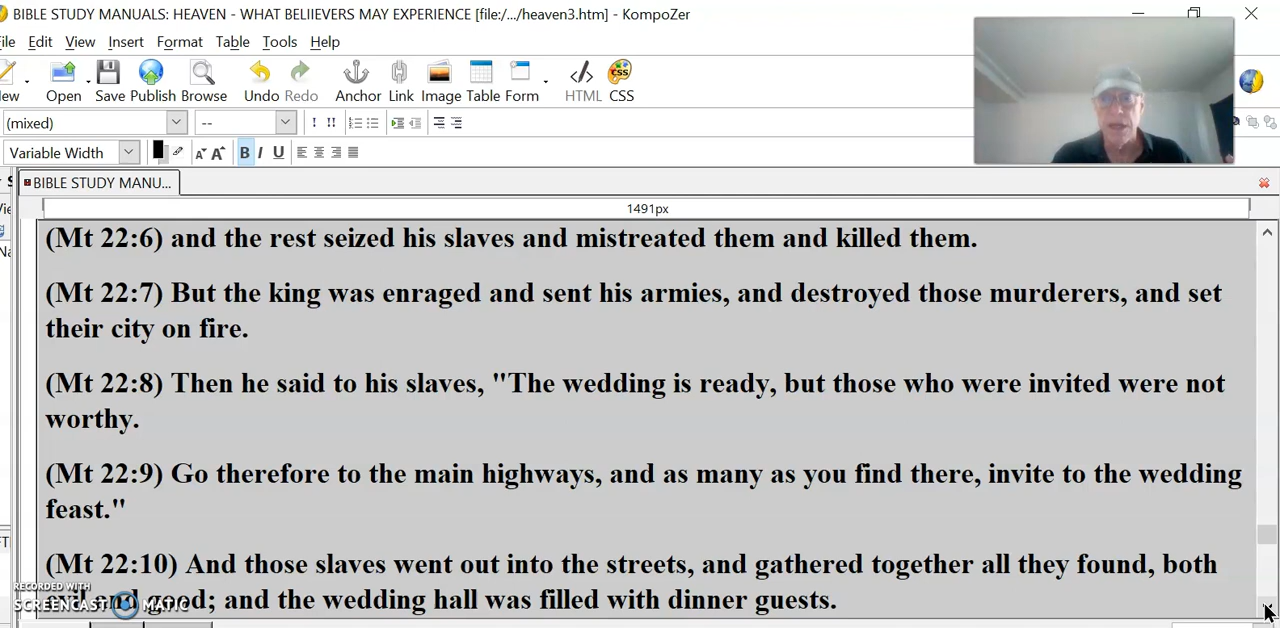 BIBLE STUDY MANUALS: HEAVEN - WHAT BELIIEVERS MAY EXPERIENCE [file:/.../heaven3.htm] - KompoZer
File Edit View Insert Format Table Tools Help
New Open Save Publish Browse Undo Redo Anchor Link Image Table Form HTML CSS
(mixed) -- ! !!
Variable Width B I U
BIBLE STUDY MANU...
1491px
(Mt 22:6) and the rest seized his slaves and mistreated them and killed them.
(Mt 22:7) But the king was enraged and sent his armies, and destroyed those murderers, and set
their city on fire.
(Mt 22:8) Then he said to his slaves, "The wedding is ready, but those who were invited were not
worthy.
(Mt 22:9) Go therefore to the main highways, and as many as you find there, invite to the wedding
feast."
(Mt 22:10) And those slaves went out into the streets, and gathered together all they found, both
evil and good; and the wedding hall was filled with dinner guests.
RECORDED WITH
SCREENCAST MATIC